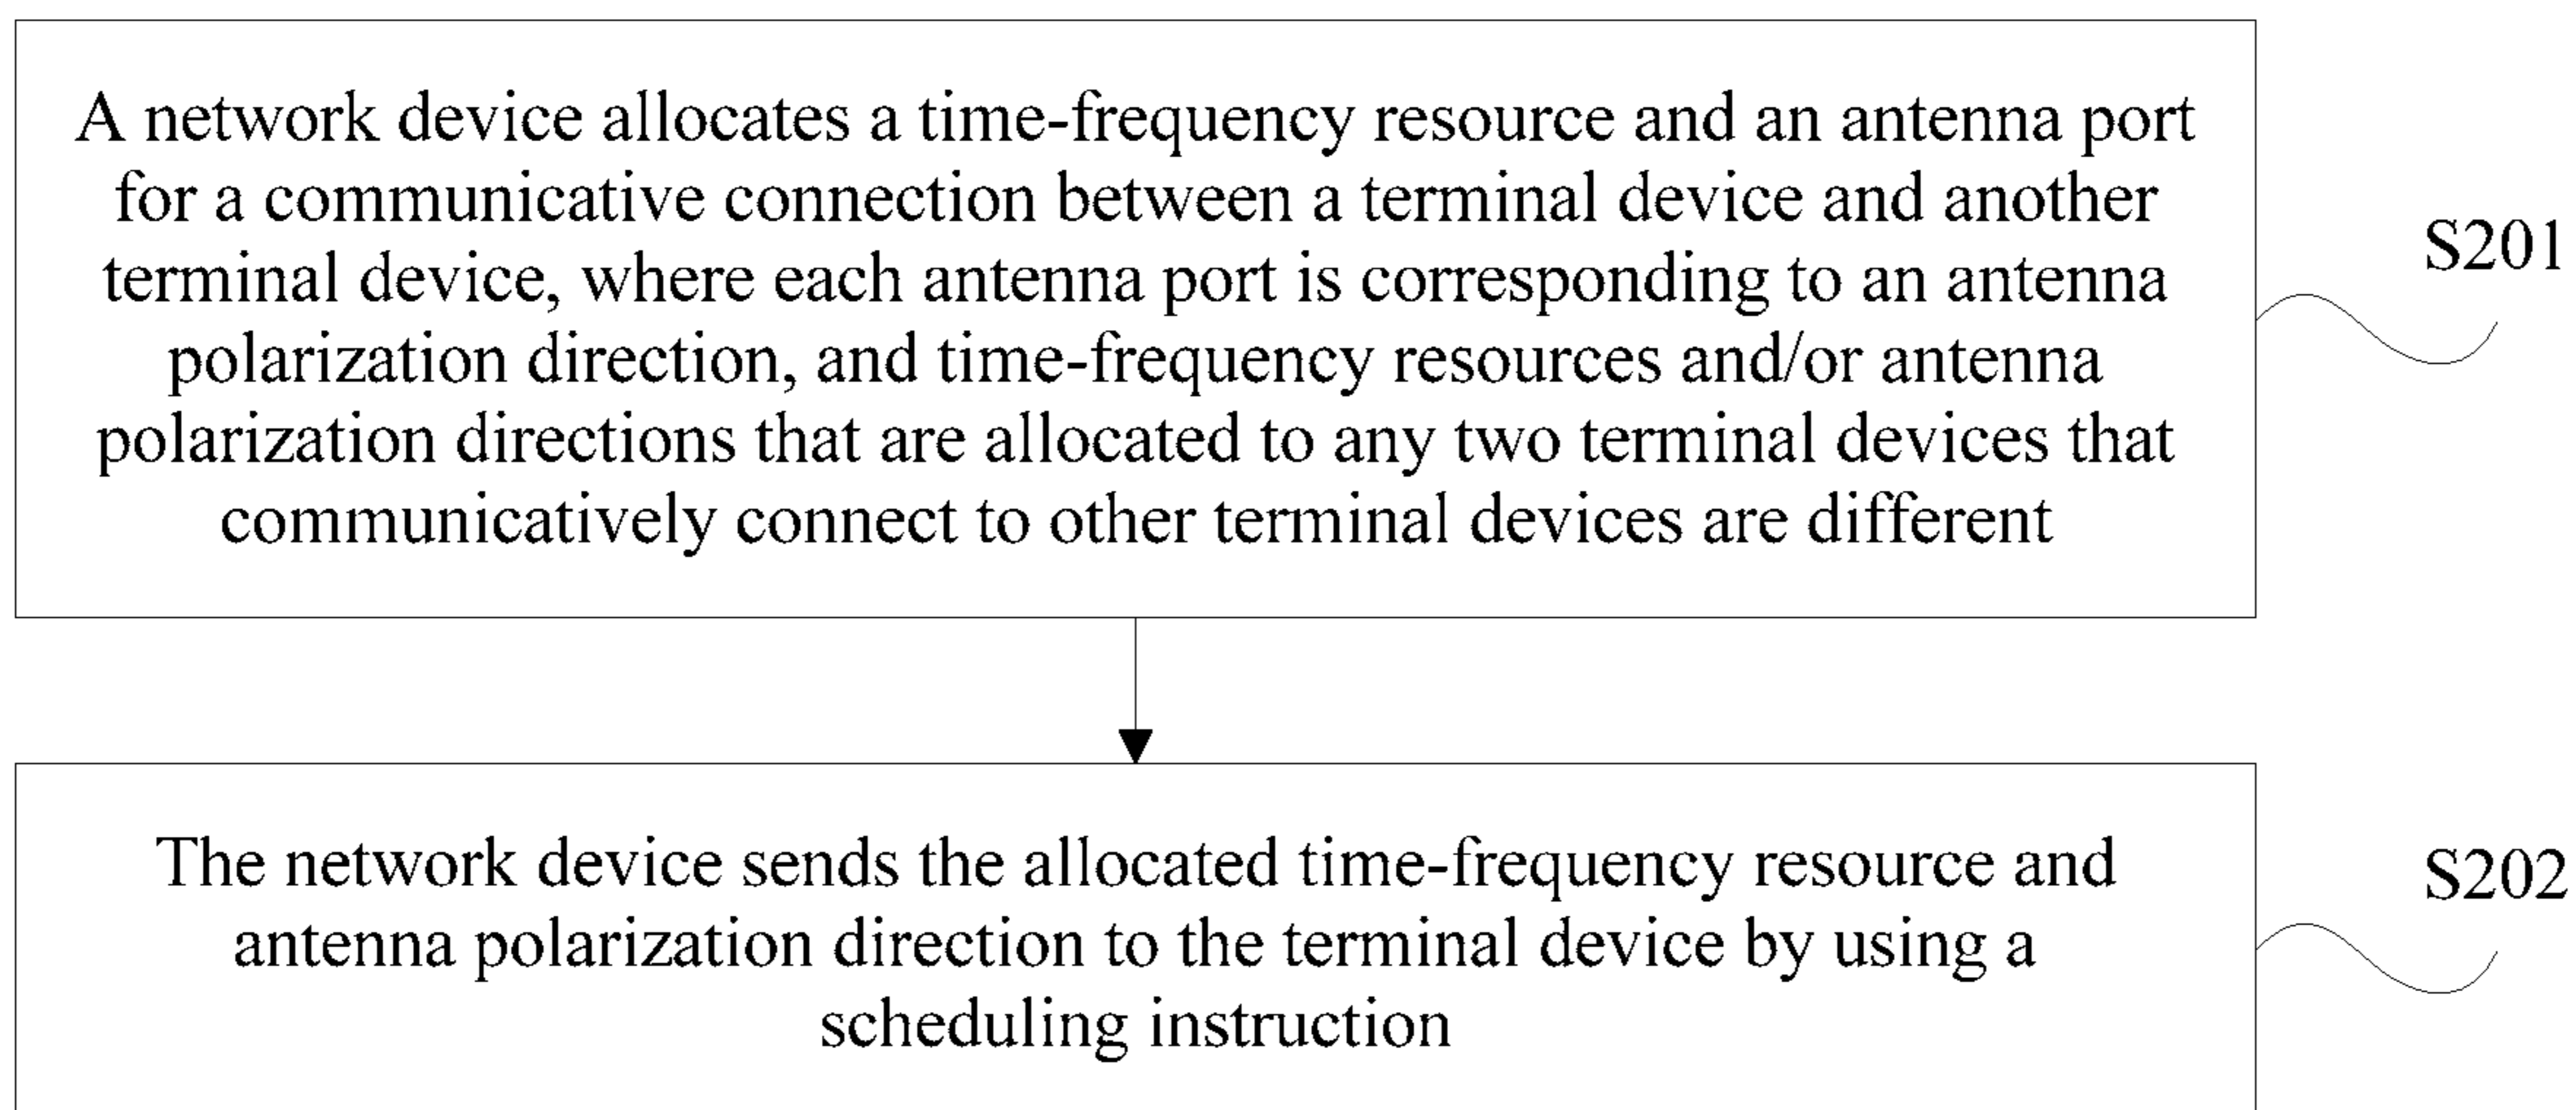 A network device allocates a time-frequency resource and an antenna port
for a communicative connection between a terminal device and another
terminal device, where each antenna port is corresponding to an antenna
polarization direction, and time-frequency resources and/or antenna
polarization directions that are allocated to any two terminal devices that
communicatively connect to other terminal devices are different
S201
The network device sends the allocated time-frequency resource and
antenna polarization direction to the terminal device by using a
scheduling instruction
S202